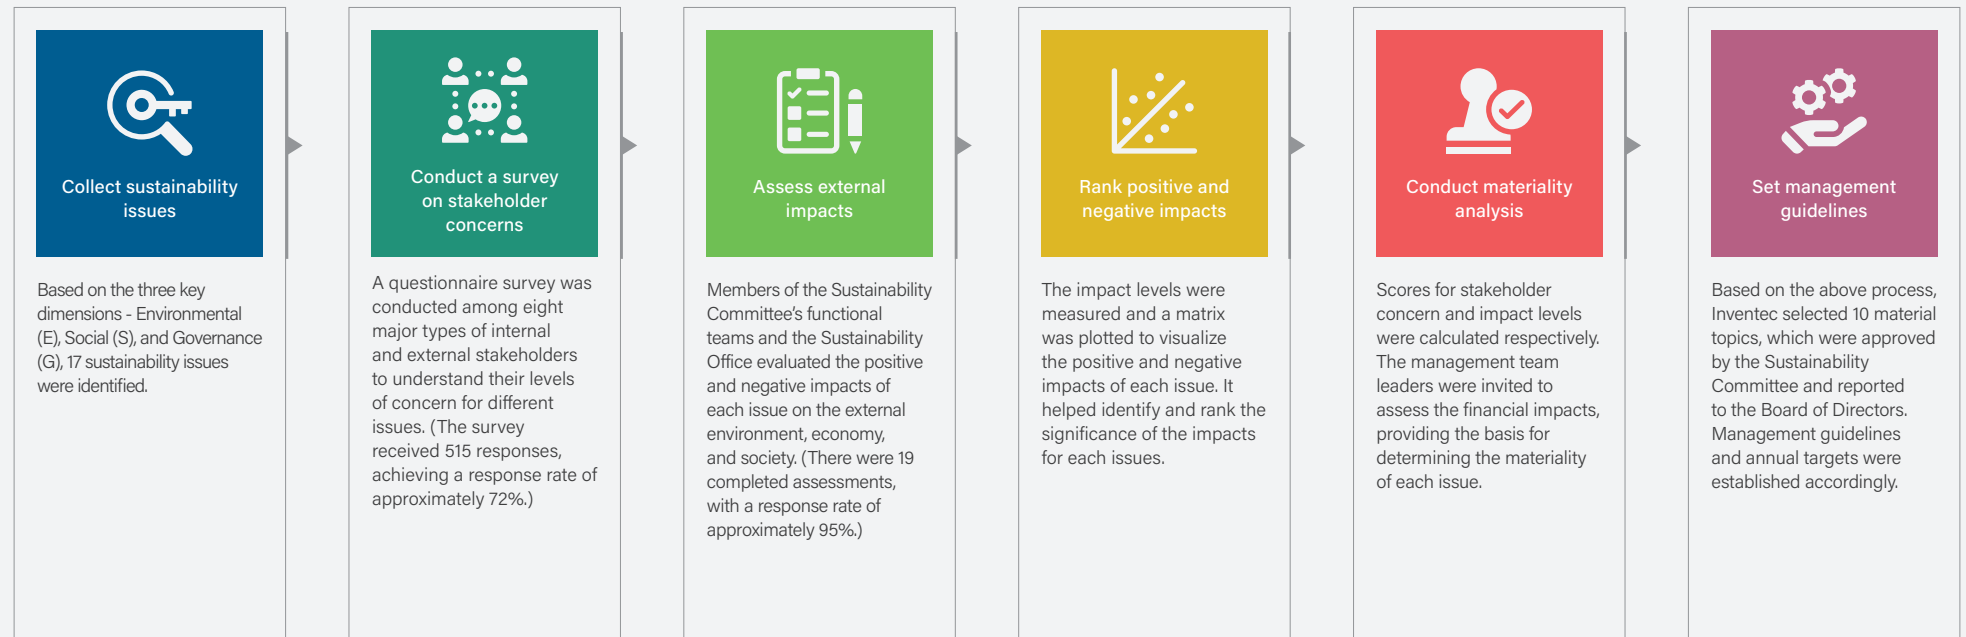 Collect sustainability
issues
Based on the three key
dimensions - Environmental
(E), Social (S), and Governance
(G), 17 sustainability issues
were identified.
Conduct a survey
on stakeholder
concerns
A questionnaire survey was
conducted among eight
major types of internal
and external stakeholders
to understand their levels
of concern for different
issues. (The survey
received 515 responses,
achieving a response rate of
approximately 72%.)
Assess external
impacts
Members of the Sustainability
Committee's functional
teams and the Sustainability
Office evaluated the positive
and negative impacts of
each issue on the external
environment, economy,
and society. (There were 19
completed assessments,
with a response rate of
approximately 95%.)
Rank positive and
negative impacts
The impact levels were
measured and a matrix
was plotted to visualize
the positive and negative
impacts of each issue. It
helped identify and rank the
significance of the impacts
for each issues.
Conduct materiality
analysis
Scores for stakeholder
concern and impact levels
were calculated respectively.
The management team
leaders were invited to
assess the financial impacts,
providing the basis for
determining the materiality
of each issue.
Set management
guidelines
Based on the above process,
Inventec selected 10 material
topics, which were approved
by the Sustainability
Committee and reported
to the Board of Directors.
Management guidelines
and annual targets were
established accordingly.